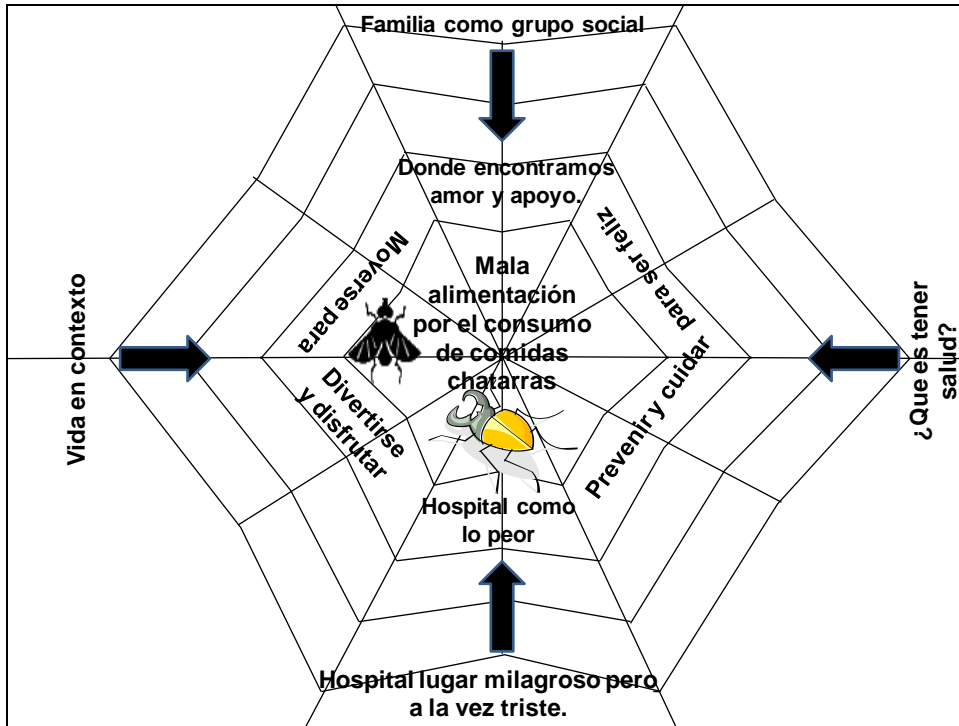 Familia como grupo social
Donde encontramos
amor y apoyo.
Moverse para
Divertirse
y disfrutar
Mala
alimentación
por el consumo
de comidas
chatarras
Prevenir y cuidar
para ser feliz
Vida en contexto
¿Que es tener
salud?
Hospital como
lo peor
Hospital lugar milagroso pero
a la vez triste.